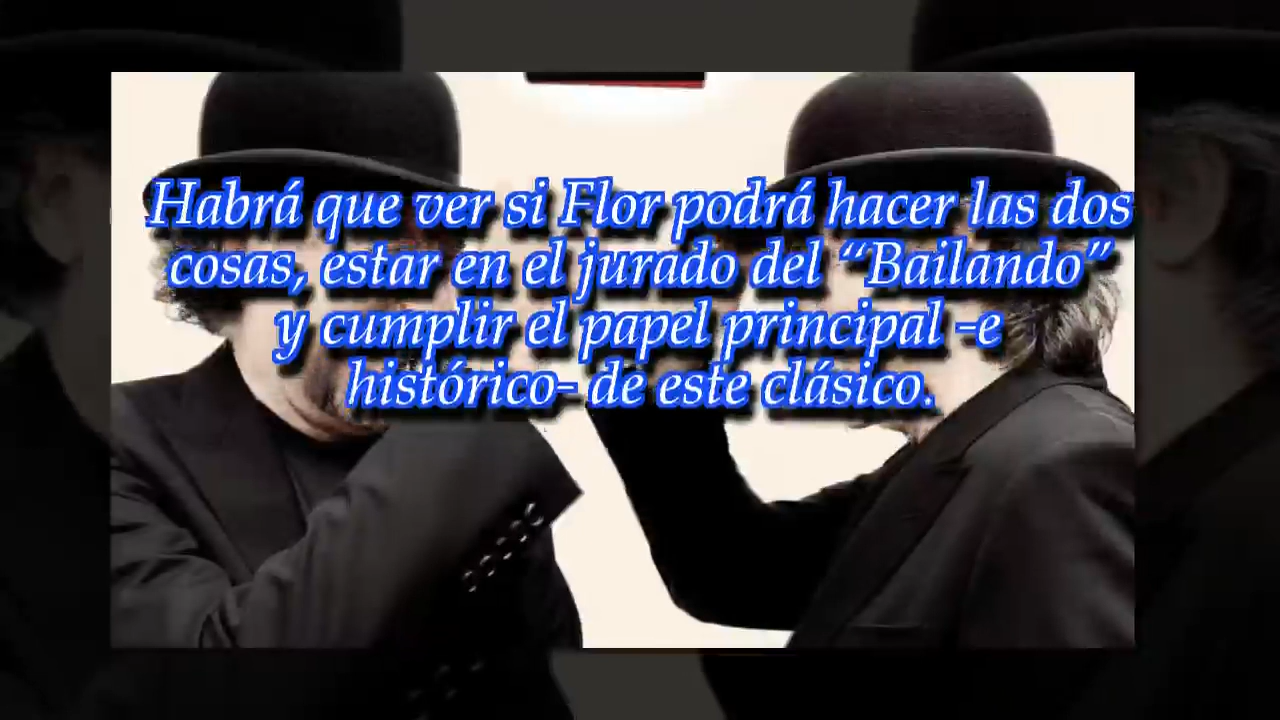 Habrá que ver si Flor podrá hacer las dos
cosas, estar en el jurado del “Bailando”
y cumplir el papel principal -e
histórico- de este clásico.